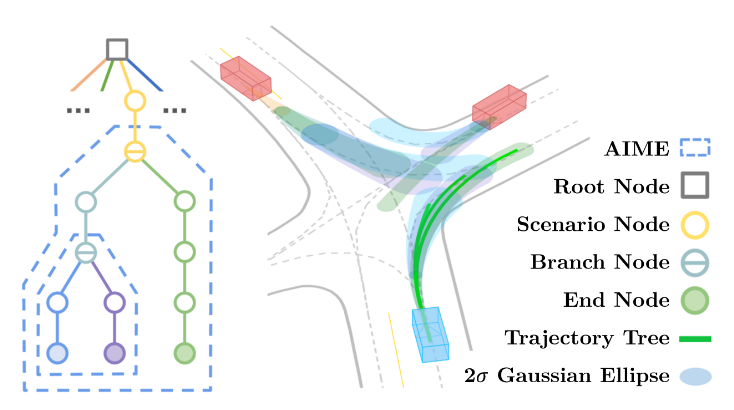 ... ...
AIME
Root Node
Scenario Node
Branch Node
End Node
Trajectory Tree
2σ Gaussian Ellipse